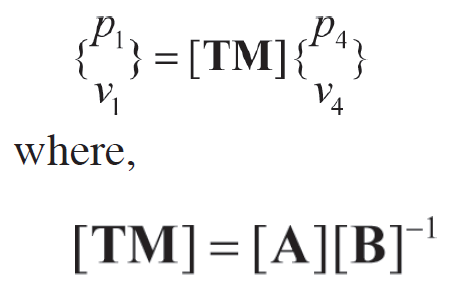 {p₁ v₁} = [TM]{p₄ v₄}
where,
[TM] = [A][B]⁻¹